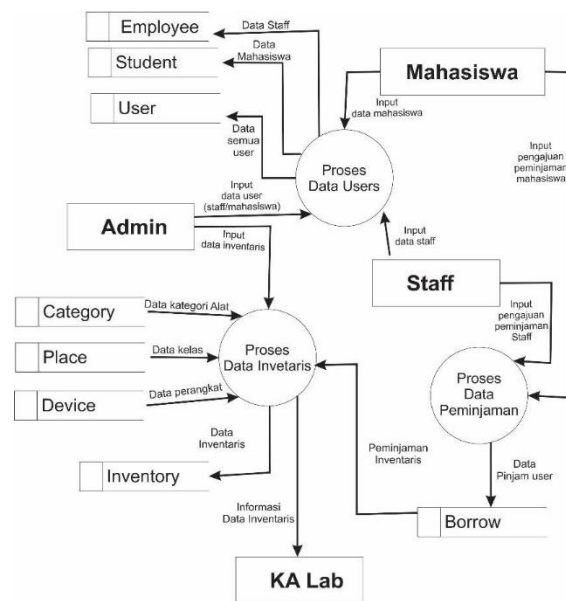 Employee
Data Staff
Student
Data
Mahasiswa
User
Data
semua
user
Mahasiswa
Input
data mahasiswa
Proses
Data Users
Input
pengajuan
peminjaman
mahasiswa
Input
data user
(staff/mahasiswa)
Admin
Input
data inventaris
Input
data staff
Staff
Category
Data kategori Alat
Place
Data kelas
Device
Data perangkat
Proses
Data Invetaris
Input
pengajuan
peminjaman
Staff
Proses
Data
Peminjaman
Data
Inventaris
Inventory
Peminjaman
Inventaris
Data
Pinjam user
Informasi
Data Inventaris
Borrow
KA Lab